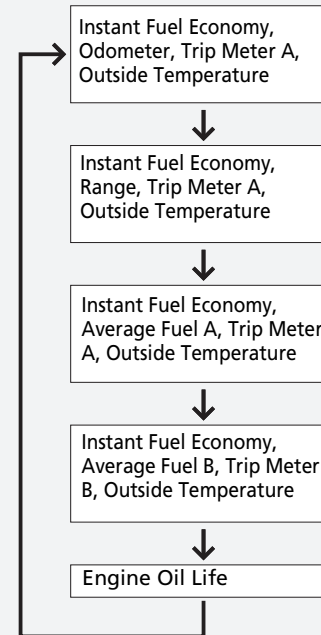 Instant Fuel Economy,
Odometer, Trip Meter A,
Outside Temperature
Instant Fuel Economy,
Range, Trip Meter A,
Outside Temperature
Instant Fuel Economy,
Average Fuel A, Trip Meter
A, Outside Temperature
Instant Fuel Economy,
Average Fuel B, Trip Meter
B, Outside Temperature
Engine Oil Life